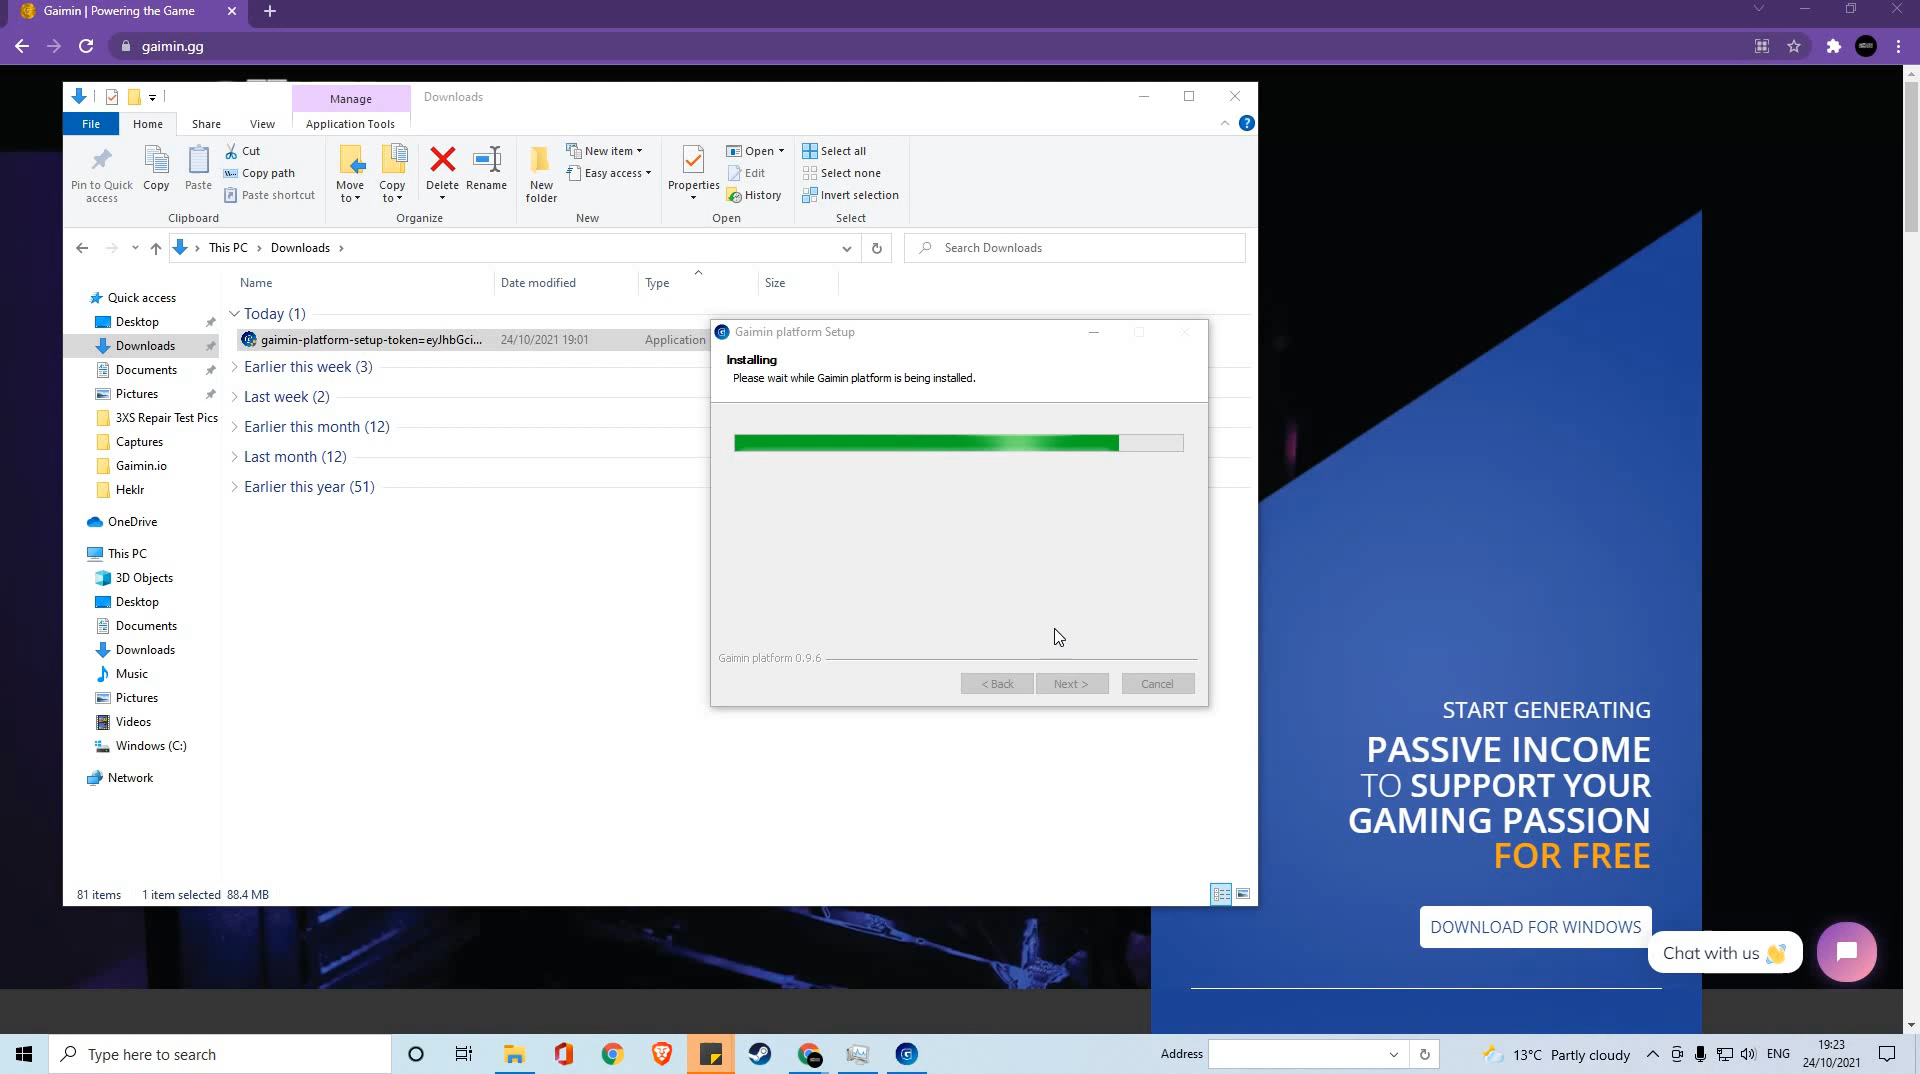 Gaimin | Powering the Game
gaimin.gg
Manage
Downloads
File
Home
Share
View
Application Tools
Pin to Quick access
Copy
Paste
Cut
Copy path
Paste shortcut
Clipboard
Move to
Copy to
Delete
Rename
Organize
New folder
New item
Easy access
New
Properties
Open
Edit
History
Open
Select all
Select none
Invert selection
Select
This PC
Downloads
Search Downloads
Name
Date modified
Type
Size
Quick access
Desktop
Downloads
Documents
Pictures
3XS Repair Test Pics
Captures
Gaimin.io
Heklr
OneDrive
This PC
3D Objects
Desktop
Documents
Downloads
Music
Pictures
Videos
Windows (C:)
Network
Today (1)
gaimin-platform-setup-token=eyJhbGci...
24/10/2021 19:01
Application
Earlier this week (3)
Last week (2)
Earlier this month (12)
Last month (12)
Earlier this year (51)
81 items
1 item selected 88.4 MB
Gaimin platform Setup
Installing
Please wait while Gaimin platform is being installed.
Gaimin platform 0.9.6
< Back
Next >
Cancel
START GENERATING
PASSIVE INCOME
TO SUPPORT YOUR
GAMING PASSION
FOR FREE
DOWNLOAD FOR WINDOWS
Chat with us 👋
Type here to search
Address
13°C Partly cloudy
ENG
19:23
24/10/2021